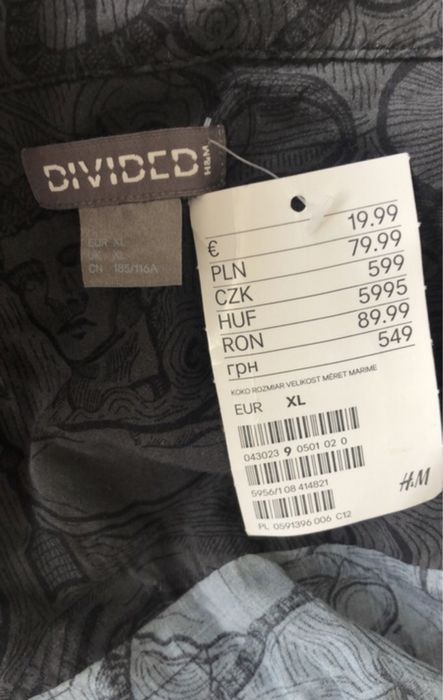 DIVIDED
H&M
EUR XL
UK XL
CN 185/116A
€ 19.99
PLN 79.99
CZK 599
HUF 5995
RON 89.99
грн 549
KOKO ROZMIAR VELIKOST MÉRET MARIME
EUR XL
043023 9 0501 02 0
5956/1 08 414821
H&M
PL 0591396 006 C12